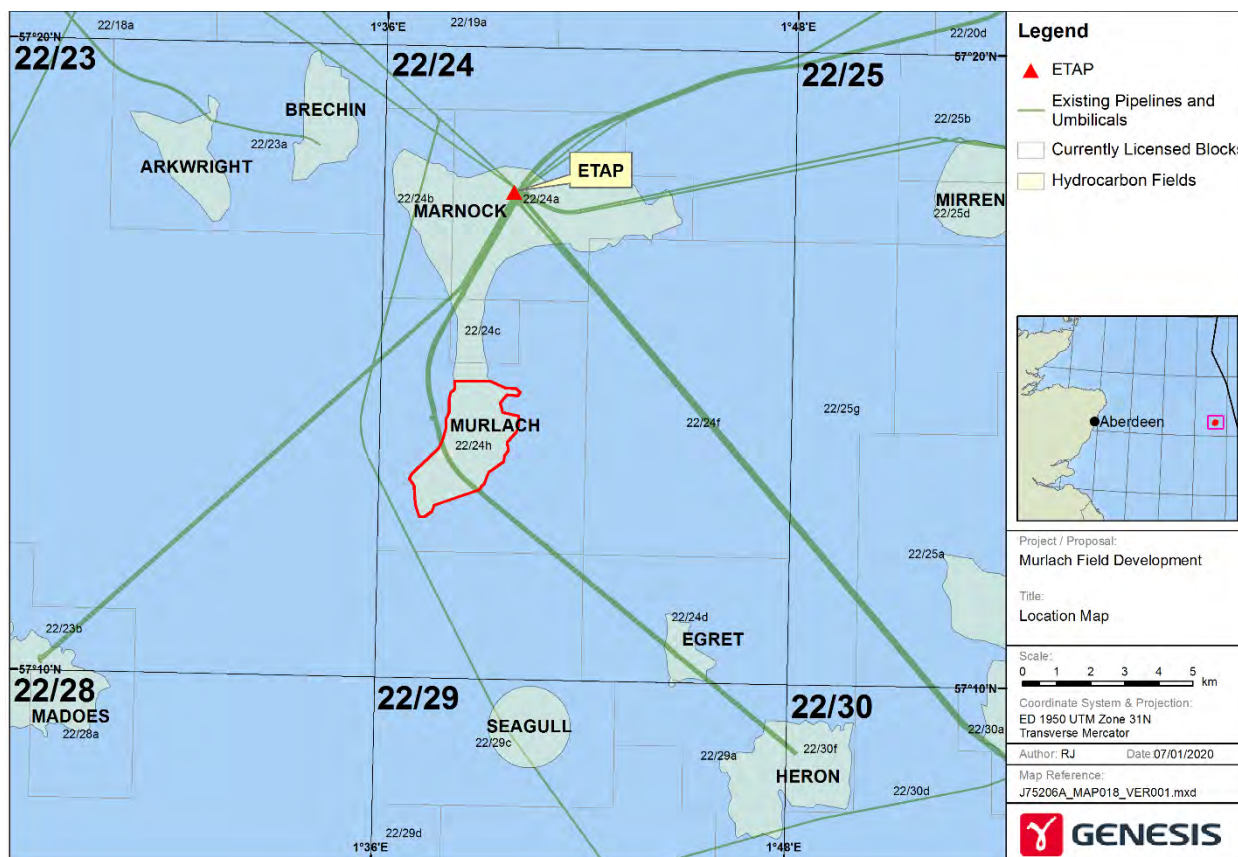 22/18a
1°36'E
22/19a
1°48'E
57°20'N
22/20d
22/23
22/24
22/25
57°20'N
BRECHIN
22/25b
22/23a
ARKWRIGHT
ETAP
22/24b
22/24a
MARNOCK
MIRREN
22/25d
22/24c
22/25g
MURLACH
22/24f
22/24h
22/25a
22/24d
22/23b
EGRET
57°10'N
57°10'N
22/28
22/29
22/30
MADOES
SEAGULL
22/28a
22/29c
22/30a
22/29a
22/30f
HERON
22/30d
22/29d
1°36'E
1°48'E
Legend
ETAP
Existing Pipelines and
Umbilicals
Currently Licensed Blocks
Hydrocarbon Fields
Aberdeen
Project / Proposal:
Murlach Field Development
Title:
Location Map
Scale:
0 1 2 3 4 5
km
Coordinate System & Projection:
ED 1950 UTM Zone 31N
Transverse Mercator
Author: RJ Date:07/01/2020
Map Reference:
J75206A_MAP018_VER001.mxd
GENESIS